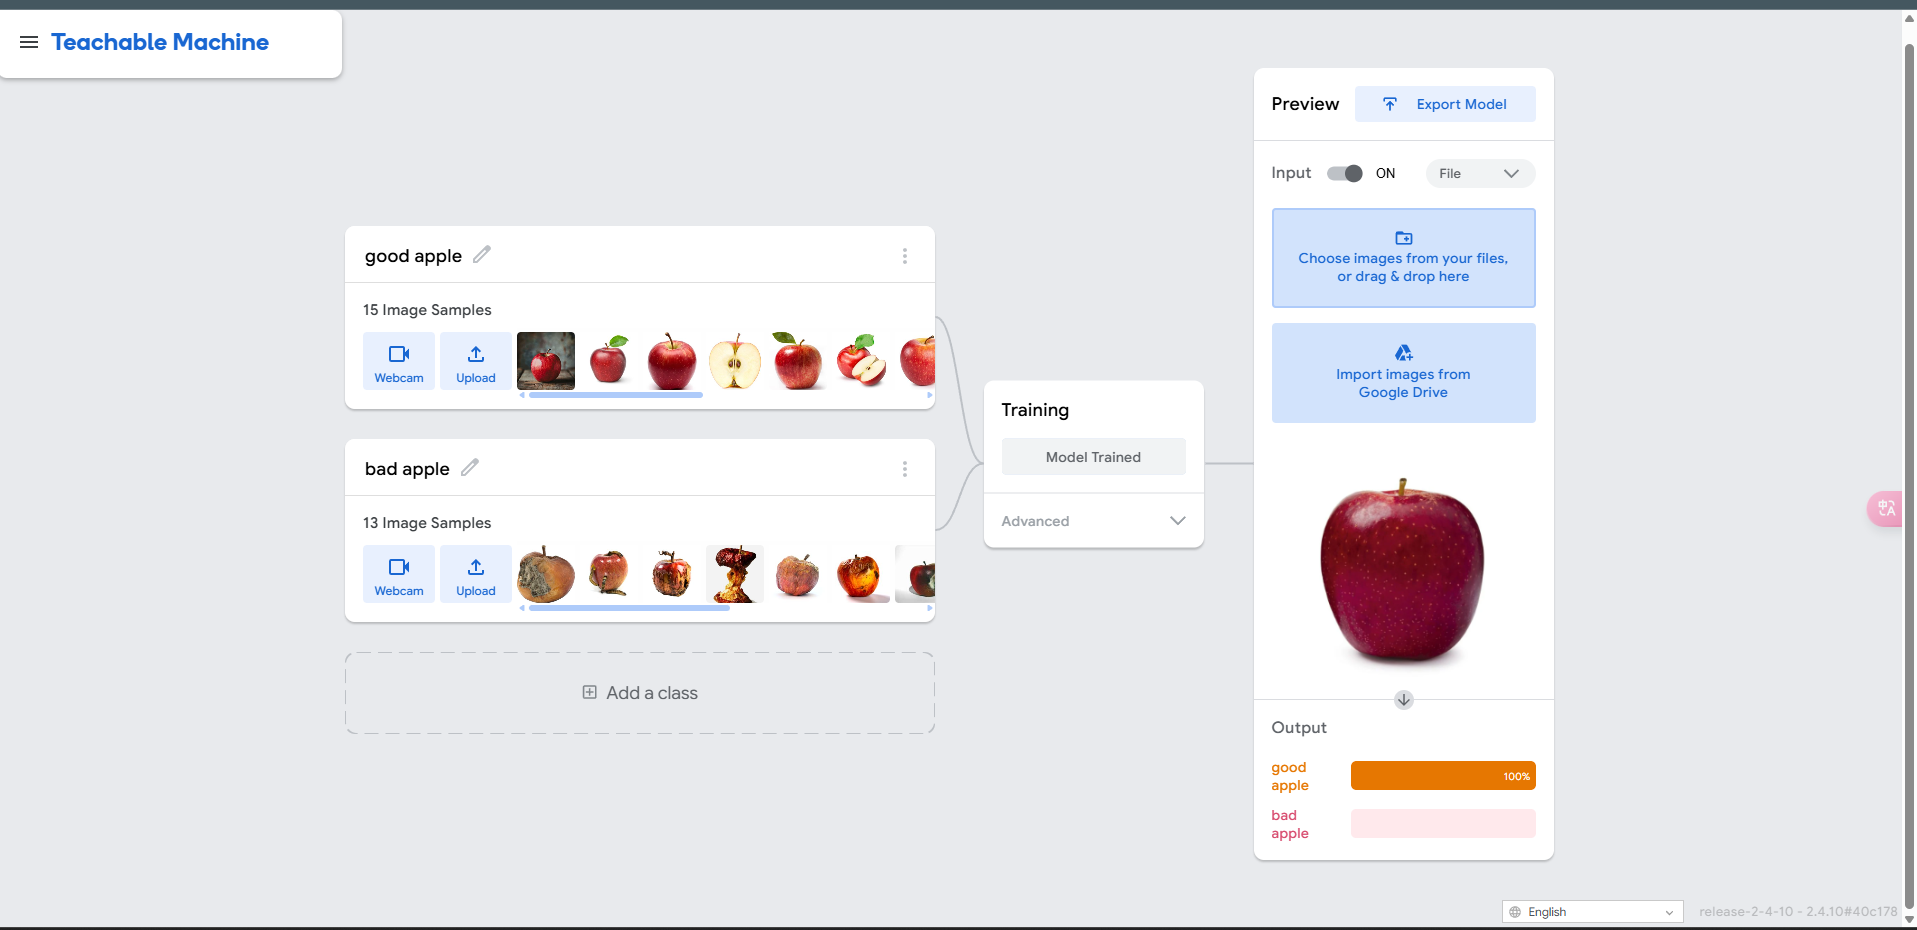 Teachable Machine
good apple
15 Image Samples
Webcam
Upload
bad apple
13 Image Samples
Webcam
Upload
Add a class
Training
Model Trained
Advanced
Preview
Export Model
Input
ON
File
Choose images from your files,
or drag & drop here
Import images from
Google Drive
Output
good
apple
100%
bad
apple
中
A
English
release-2-4-10 - 2.4.10#40c178